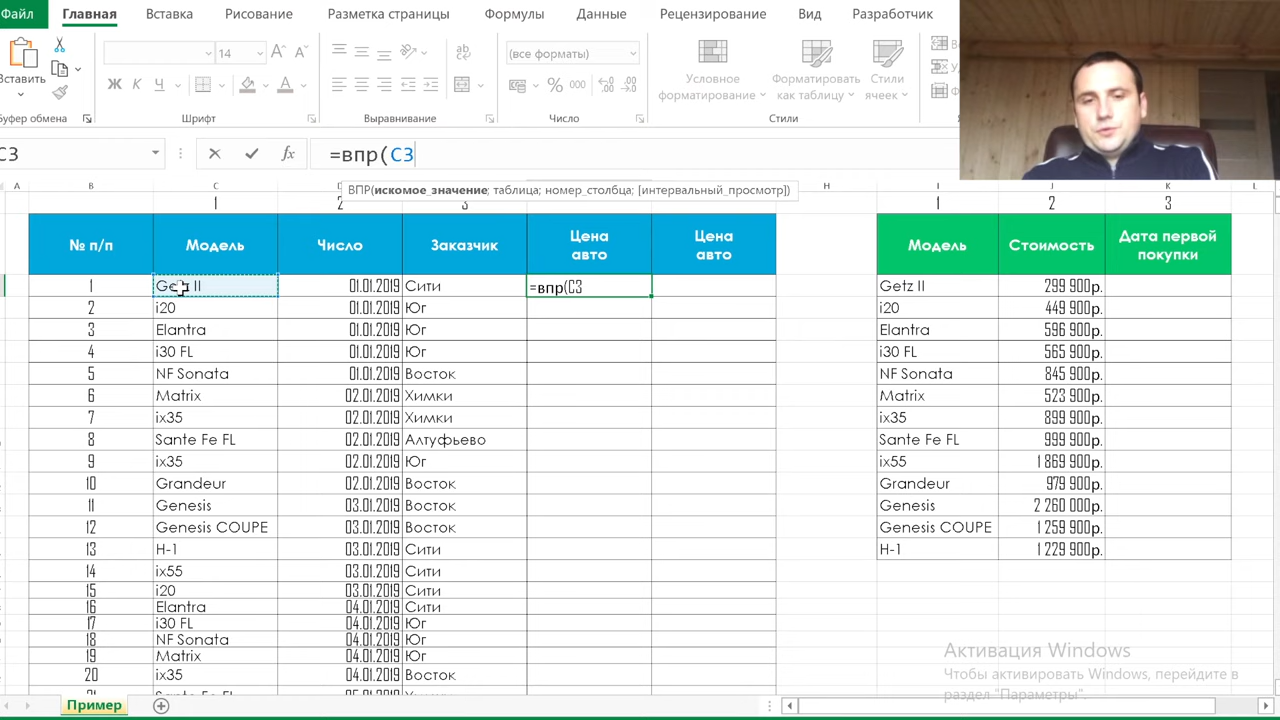 Файл Главная Вставка Рисование Разметка страницы Формулы Данные Рецензирование Вид Разработчик
Вставить
14
(все форматы)
Условное форматирование
Форматировать как таблицу
Стили ячеек
Буфер обмена Шрифт Выравнивание Число Стили
C3 =впр(C3
ВПР(искомое_значение; таблица; номер_столбца; [интервальный_просмотр])
A B C H I J K L
1 2 3 1 2 3
№ п/п Модель Число Заказчик Цена авто Цена авто Модель Стоимость Дата первой покупки
1 Getz II 01.01.2019 Сити =впр(C3 Getz II 299 900р.
2 i20 01.01.2019 Юг i20 449 900р.
3 Elantra 01.01.2019 Юг Elantra 596 900р.
4 i30 FL 01.01.2019 Юг i30 FL 565 900р.
5 NF Sonata 01.01.2019 Восток NF Sonata 845 900р.
6 Matrix 02.01.2019 Химки Matrix 523 900р.
7 ix35 02.01.2019 Химки ix35 899 900р.
8 Sante Fe FL 02.01.2019 Алтуфьево Sante Fe FL 999 900р.
9 ix35 02.01.2019 Юг ix55 1 869 900р.
10 Grandeur 02.01.2019 Восток Grandeur 979 900р.
11 Genesis 03.01.2019 Восток Genesis 2 260 000р.
12 Genesis COUPE 03.01.2019 Восток Genesis COUPE 1 259 900р.
13 H-1 03.01.2019 Сити H-1 1 229 900р.
14 ix55 03.01.2019 Сити
15 i20 03.01.2019 Сити
16 Elantra 04.01.2019 Сити
17 i30 FL 04.01.2019 Юг
18 NF Sonata 04.01.2019 Юг
19 Matrix 04.01.2019 Юг
20 ix35 04.01.2019 Восток
Активация Windows
Чтобы активировать Windows, перейдите в
раздел "Параметры".
Пример